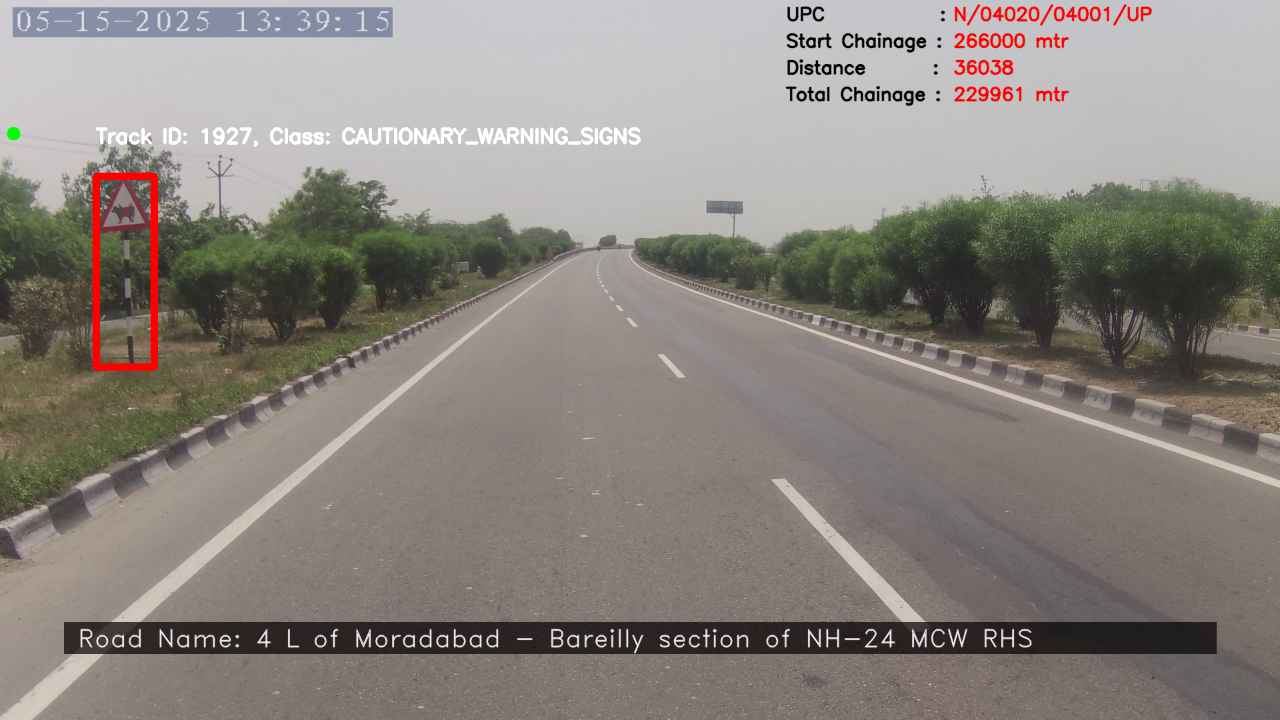 05-15-2025 13:39:15
UPC : N/04020/04001/UP
Start Chainage : 266000 mtr
Distance : 36038
Total Chainage : 229961 mtr
Track ID: 1927, Class: CAUTIONARY_WARNING_SIGNS
Road Name: 4 L of Moradabad - Bareilly section of NH-24 MCW RHS